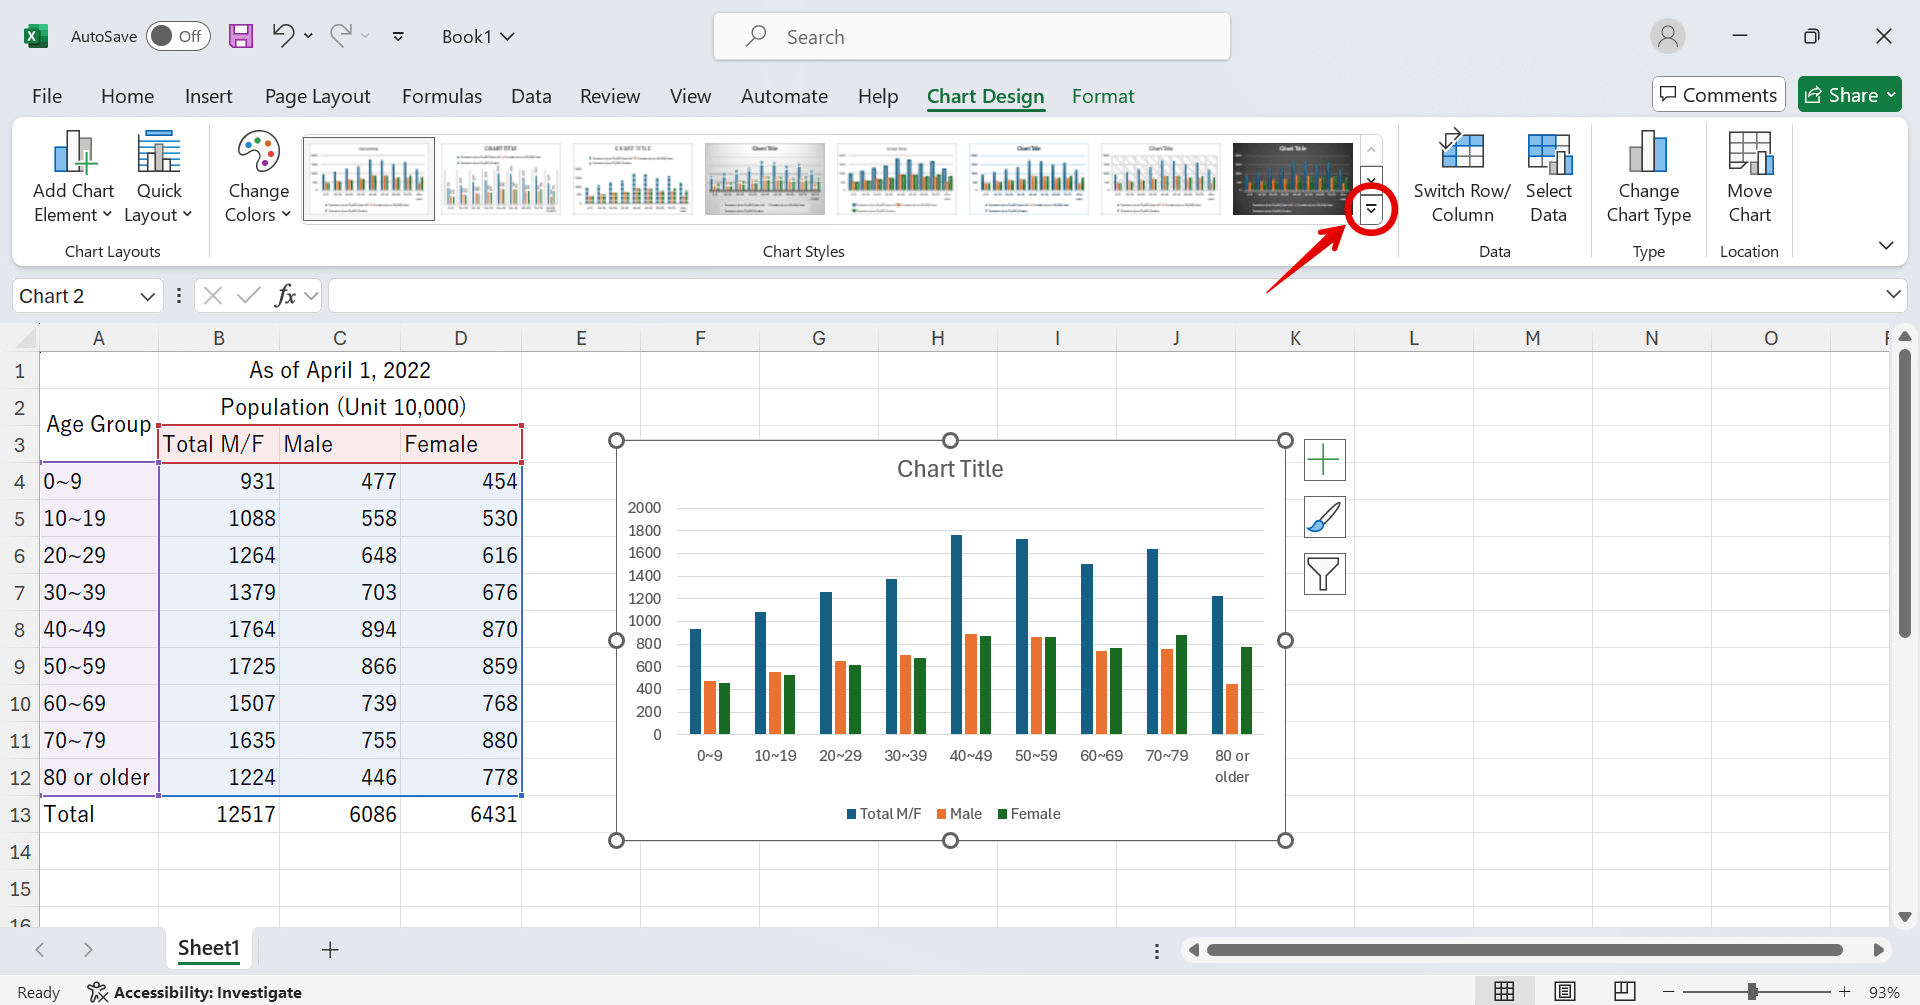 AutoSave Off Book1 Search
File Home Insert Page Layout Formulas Data Review View Automate Help Chart Design Format Comments Share
Add Chart Element
Quick Layout
Change Colors
Switch Row/ Column
Select Data
Change Chart Type
Move Chart
Chart Layouts Chart Styles Data Type Location
Chart 2 fx
A B C D E F G H I J K L M N O
1 As of April 1, 2022
2 Population (Unit 10,000)
Age Group
3 Total M/F Male Female
4 0~9 931 477 454
5 10~19 1088 558 530
6 20~29 1264 648 616
7 30~39 1379 703 676
8 40~49 1764 894 870
9 50~59 1725 866 859
10 60~69 1507 739 768
11 70~79 1635 755 880
12 80 or older 1224 446 778
13 Total 12517 6086 6431
14
15
16
Chart Title
2000
1800
1600
1400
1200
1000
800
600
400
200
0
0~9 10~19 20~29 30~39 40~49 50~59 60~69 70~79 80 or older
Total M/F Male Female
Sheet1
Ready Accessibility: Investigate 93%